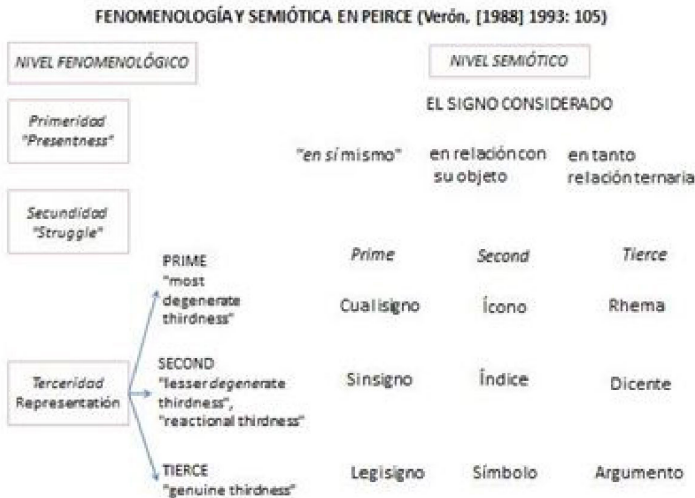 FENOMENOLOGÍA Y SEMIÓTICA EN PEIRCE (Verón, [1988] 1993: 105)
NIVEL FENOMENOLÓGICO
NIVEL SEMIÓTICO
EL SIGNO CONSIDERADO
Primeridad
"Presentness"
"en sí mismo"
en relación con
su objeto
en tanto
relación ternaria
Secundidad
"Struggle"
PRIME
"most
degenerate
thirdness"
Prime
Second
Tierce
Cualisigno
Ícono
Rhema
Terceridad
Representatión
SECOND
"lesser degenerate
thirdness",
"reactional thirdness"
Sinsigno
Índice
Dicente
TIERCE
"genuine thirdness"
Legisigno
Símbolo
Argumento